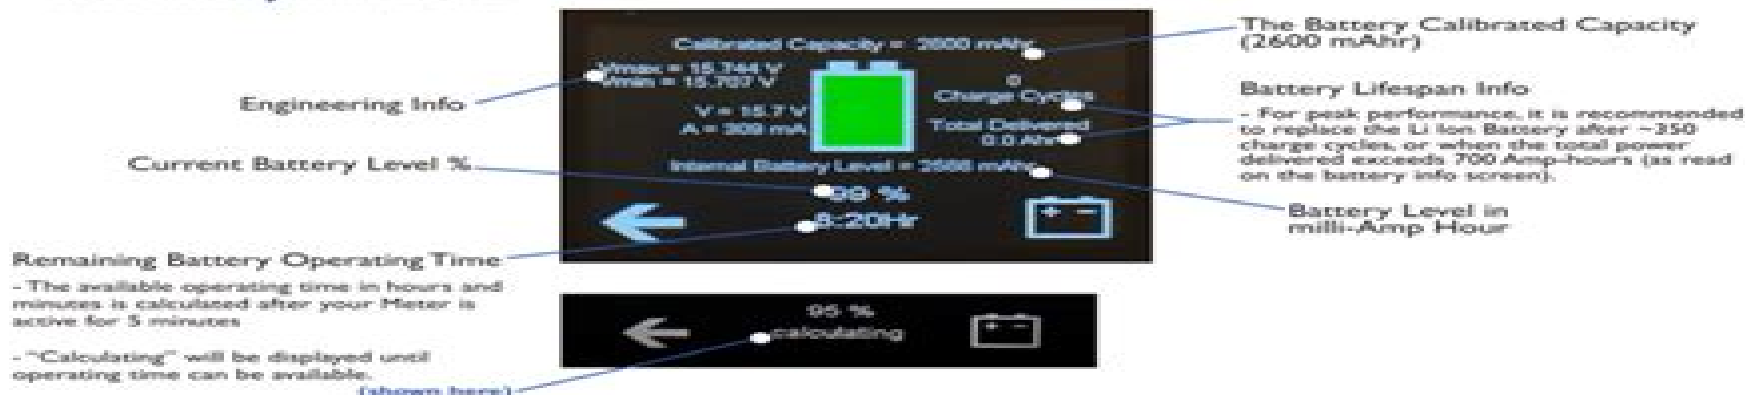 Calibrated Capacity = 2600 mAhr
Vmax = 15.744 V
Vmin = 15.707 V
V = 15.7 V
A = 309 mA
0
Charge Cycles
Total Delivered
0.0 Ahr
Internal Battery Level = mAhr
99 %
8:20Hr
Engineering Info
Current Battery Level %
Remaining Battery Operating Time
- The available operating time in hours and
minutes is calculated after your Meter is
active for 5 minutes
- "Calculating" will be displayed until
operating time can be available.
(shown here)
The Battery Calibrated Capacity
(2600 mAhr)
Battery Lifespan Info
- For peak performance, it is recommended
to replace the Li Ion Battery after ~350
charge cycles, or when the total power
delivered exceeds 700 Amp-hours (as read
on the battery info screen).
Battery Level in
milli-Amp Hour
95 %
calculating